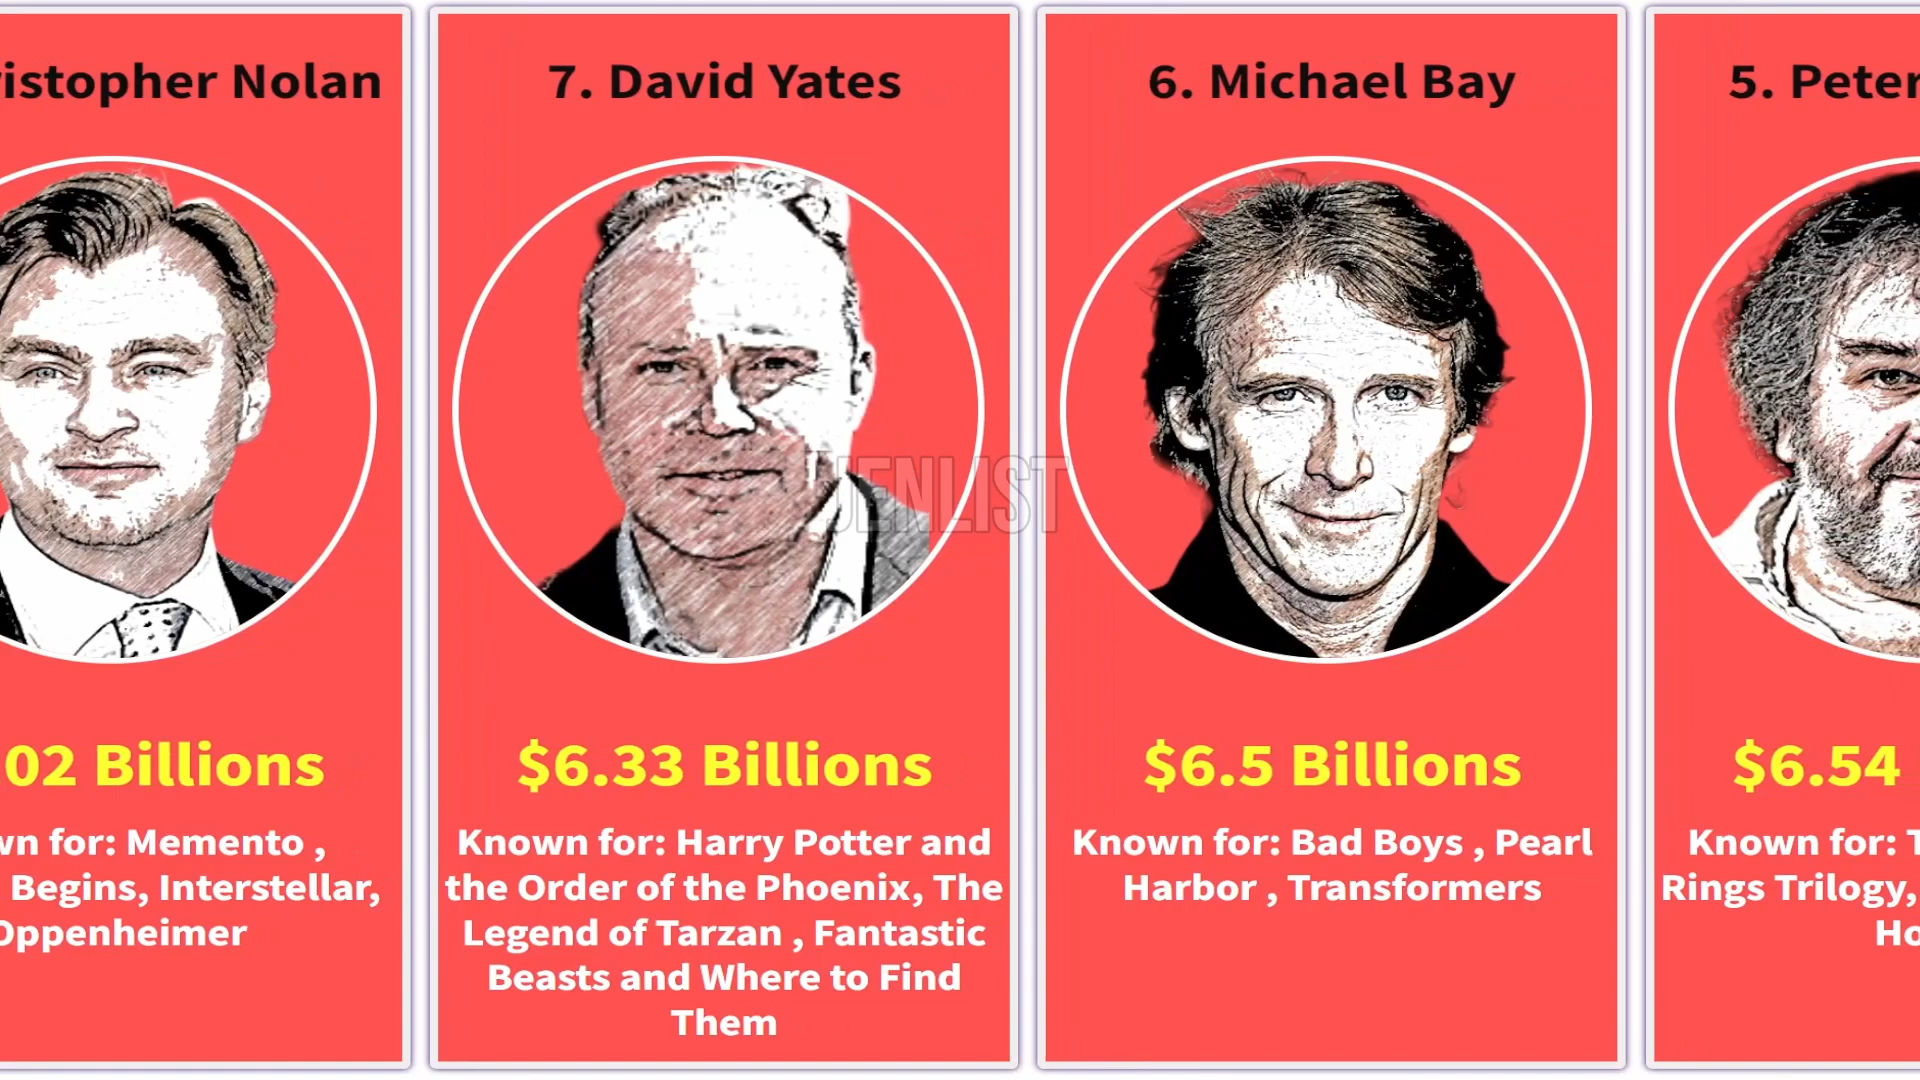 istopher Nolan
02 Billions
wn for: Memento ,
Begins, Interstellar,
Oppenheimer
7. David Yates
$6.33 Billions
Known for: Harry Potter and
the Order of the Phoenix, The
Legend of Tarzan , Fantastic
Beasts and Where to Find
Them
JENLIST
6. Michael Bay
$6.5 Billions
Known for: Bad Boys , Pearl
Harbor , Transformers
5. Peter
$6.54
Known for: T
Rings Trilogy,
Ho